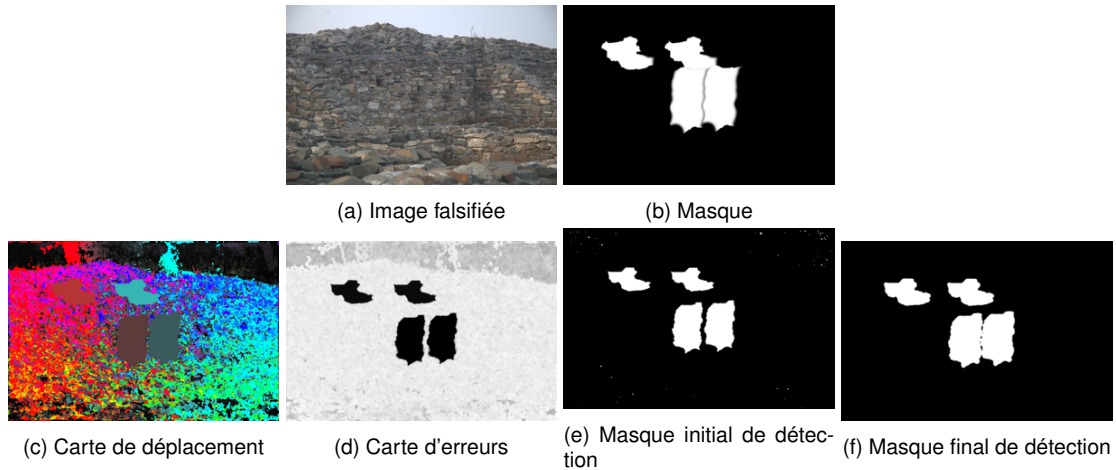 (a) Image falsifiée
(b) Masque
(c) Carte de déplacement
(d) Carte d'erreurs
(e) Masque initial de détec-
tion
(f) Masque final de détection